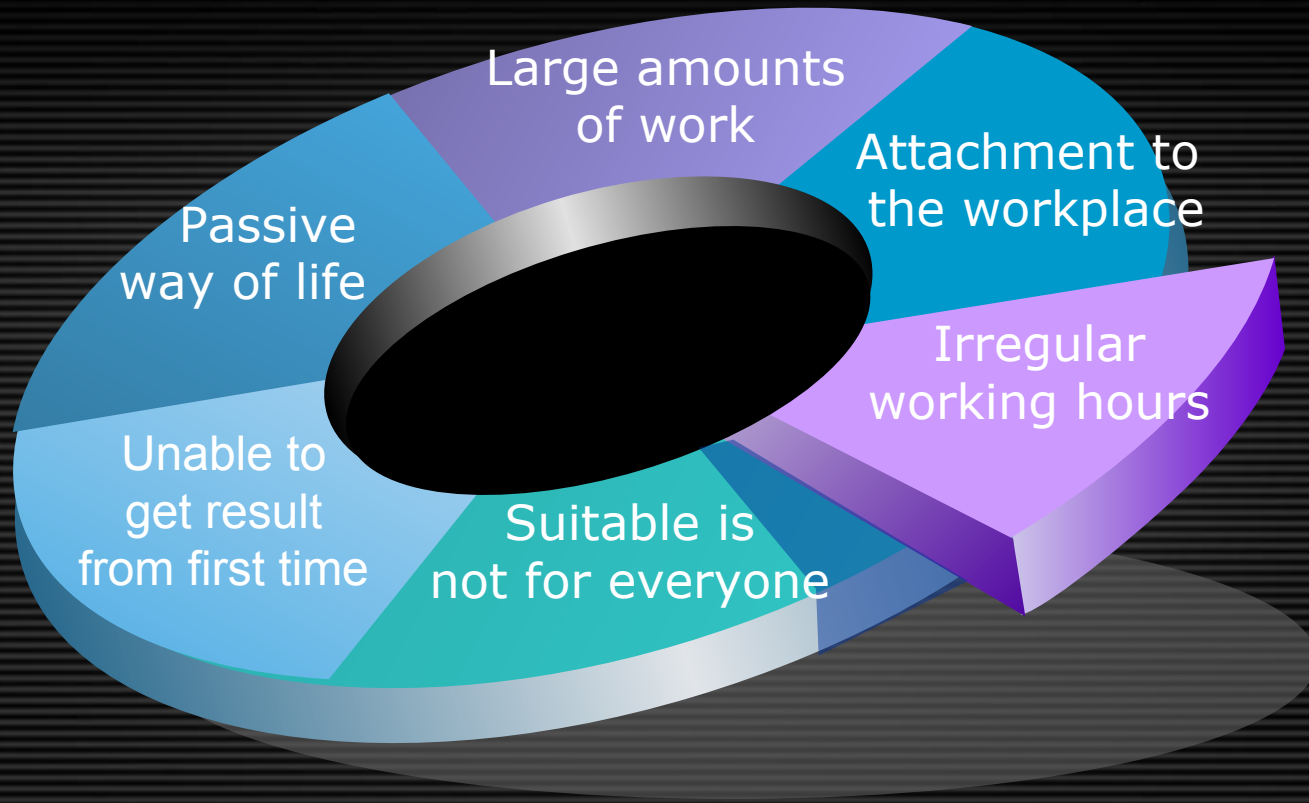 Large amounts
of work
Attachment to
the workplace
Irregular
working hours
Suitable is
not for everyone
Unable to
get result
from first time
Passive
way of life